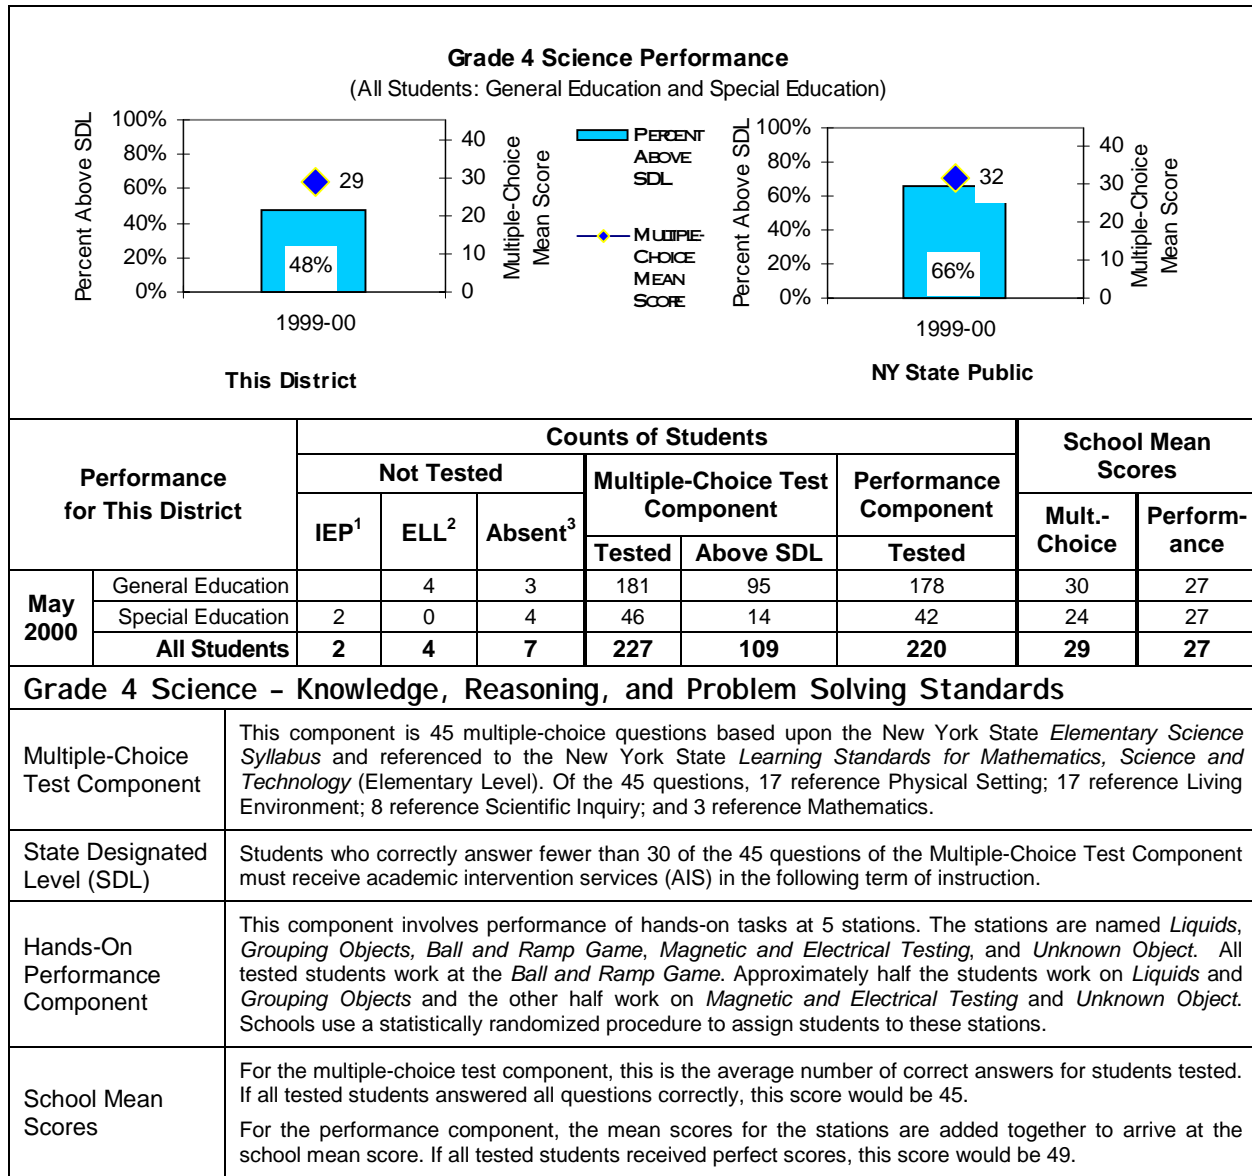 Grade 4 Science Performance
(All Students: General Education and Special Education)
Percent Above SDL
100%
80%
60%
40%
20%
0%
29
48%
1999-00
40
30
20
10
0
Multiple-Choice
Mean Score
This District
PERCENT
ABOVE
SDL
MULTIPLE-
CHOICE
MEAN
SCORE
Percent Above SDL
100%
80%
60%
40%
20%
0%
32
66%
1999-00
40
30
20
10
0
Multiple-Choice
Mean Score
NY State Public
Performance
for This District
Counts of Students
School Mean
Scores
Not Tested
Multiple-Choice Test
Component
Performance
Component
IEP1 ELL2 Absent3
Tested Above SDL Tested
Mult.-
Choice
Perform-
ance
May
2000
General Education 4 3 181 95 178 30 27
Special Education 2 0 4 46 14 42 24 27
All Students 2 4 7 227 109 220 29 27
Grade 4 Science – Knowledge, Reasoning, and Problem Solving Standards
Multiple-Choice
Test Component
This component is 45 multiple-choice questions based upon the New York State Elementary Science
Syllabus and referenced to the New York State Learning Standards for Mathematics, Science and
Technology (Elementary Level). Of the 45 questions, 17 reference Physical Setting; 17 reference Living
Environment; 8 reference Scientific Inquiry; and 3 reference Mathematics.
State Designated
Level (SDL)
Students who correctly answer fewer than 30 of the 45 questions of the Multiple-Choice Test Component
must receive academic intervention services (AIS) in the following term of instruction.
Hands-On
Performance
Component
This component involves performance of hands-on tasks at 5 stations. The stations are named Liquids,
Grouping Objects, Ball and Ramp Game, Magnetic and Electrical Testing, and Unknown Object. All
tested students work at the Ball and Ramp Game. Approximately half the students work on Liquids and
Grouping Objects and the other half work on Magnetic and Electrical Testing and Unknown Object.
Schools use a statistically randomized procedure to assign students to these stations.
School Mean
Scores
For the multiple-choice test component, this is the average number of correct answers for students tested.
If all tested students answered all questions correctly, this score would be 45.
For the performance component, the mean scores for the stations are added together to arrive at the
school mean score. If all tested students received perfect scores, this score would be 49.